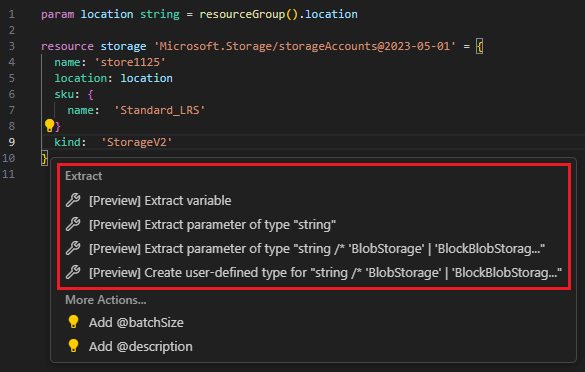 1 param location string = resourceGroup().location
2
3 resource storage 'Microsoft.Storage/storageAccounts@2023-05-01' = {
4 name: 'store1125'
5 location: location
6 sku: {
7 name: 'Standard_LRS'
8 }
9 kind: 'StorageV2'
10 }
11
Extract
[Preview] Extract variable
[Preview] Extract parameter of type "string"
[Preview] Extract parameter of type "string /* 'BlobStorage' | 'BlockBlobStorag..."
[Preview] Create user-defined type for "string /* 'BlobStorage' | 'BlockBlobStorag..."
More Actions...
Add @batchSize
Add @description